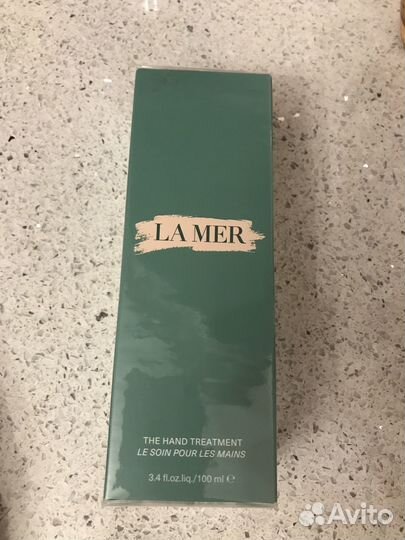 LA MER
THE HAND TREATMENT
LE SOIN POUR LES MAINS
3.4 fl.oz.liq./100 ml ℮
Avito